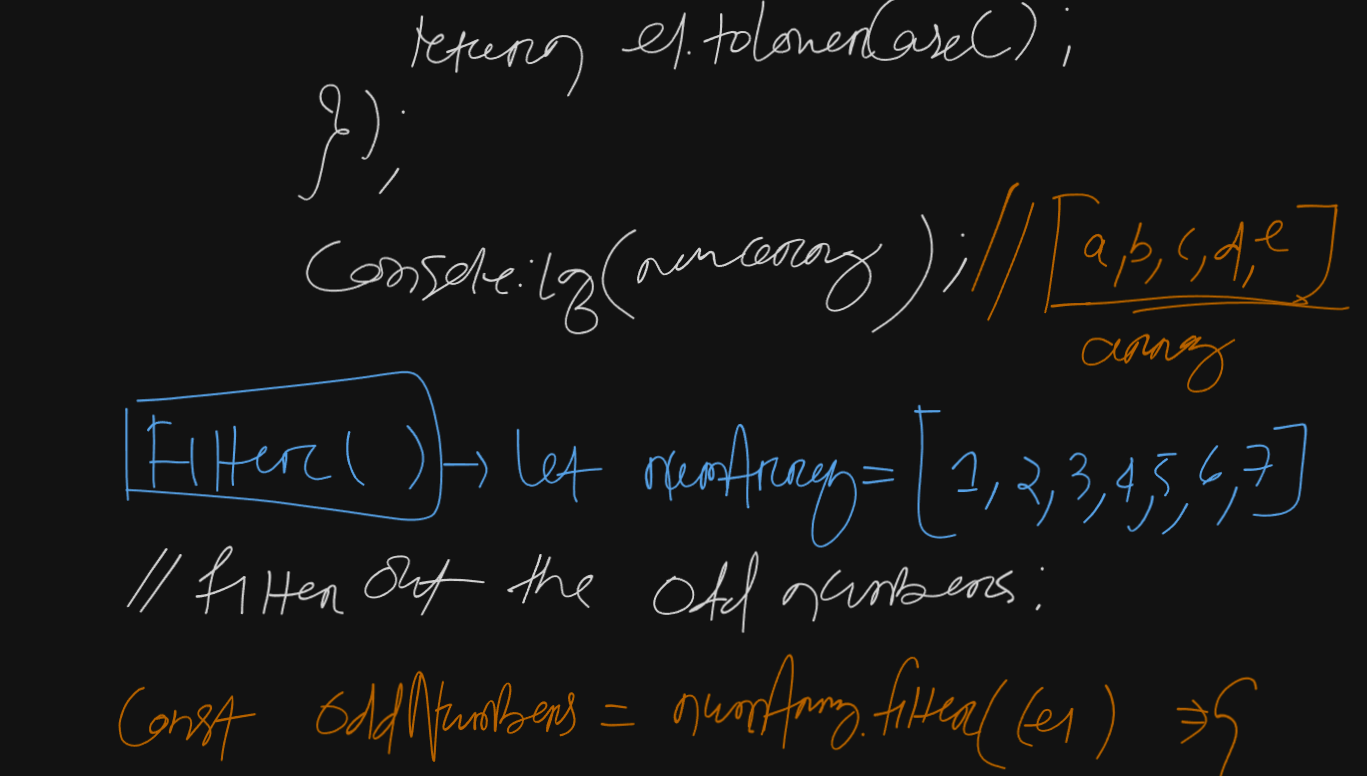 return el.toLowerCase();
});
Console.log(numarray); // [a,b,c,d,e]
array
Filter() → let numArray = [1,2,3,4,5,6,7]
// filter out the odd numbers:
Const oddNumbers = numArray.filter((el) => {